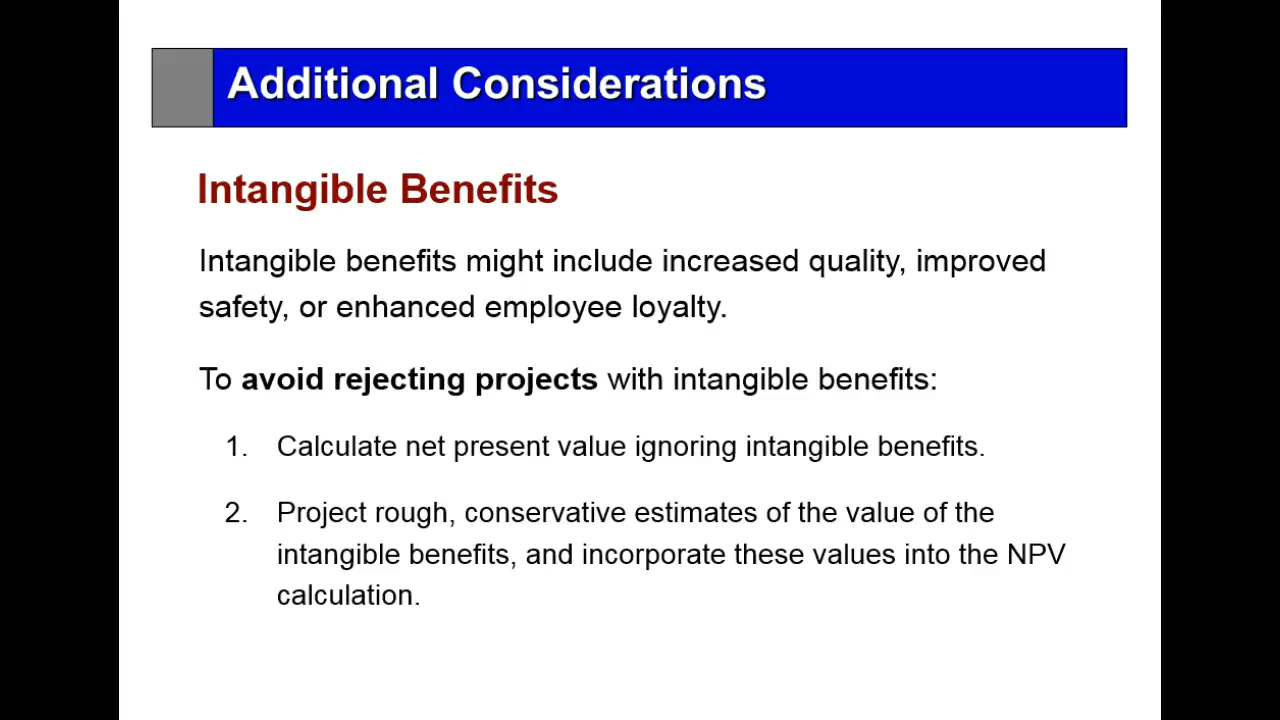 Additional Considerations
Intangible Benefits
Intangible benefits might include increased quality, improved
safety, or enhanced employee loyalty.
To avoid rejecting projects with intangible benefits:
1. Calculate net present value ignoring intangible benefits.
2. Project rough, conservative estimates of the value of the
intangible benefits, and incorporate these values into the NPV
calculation.